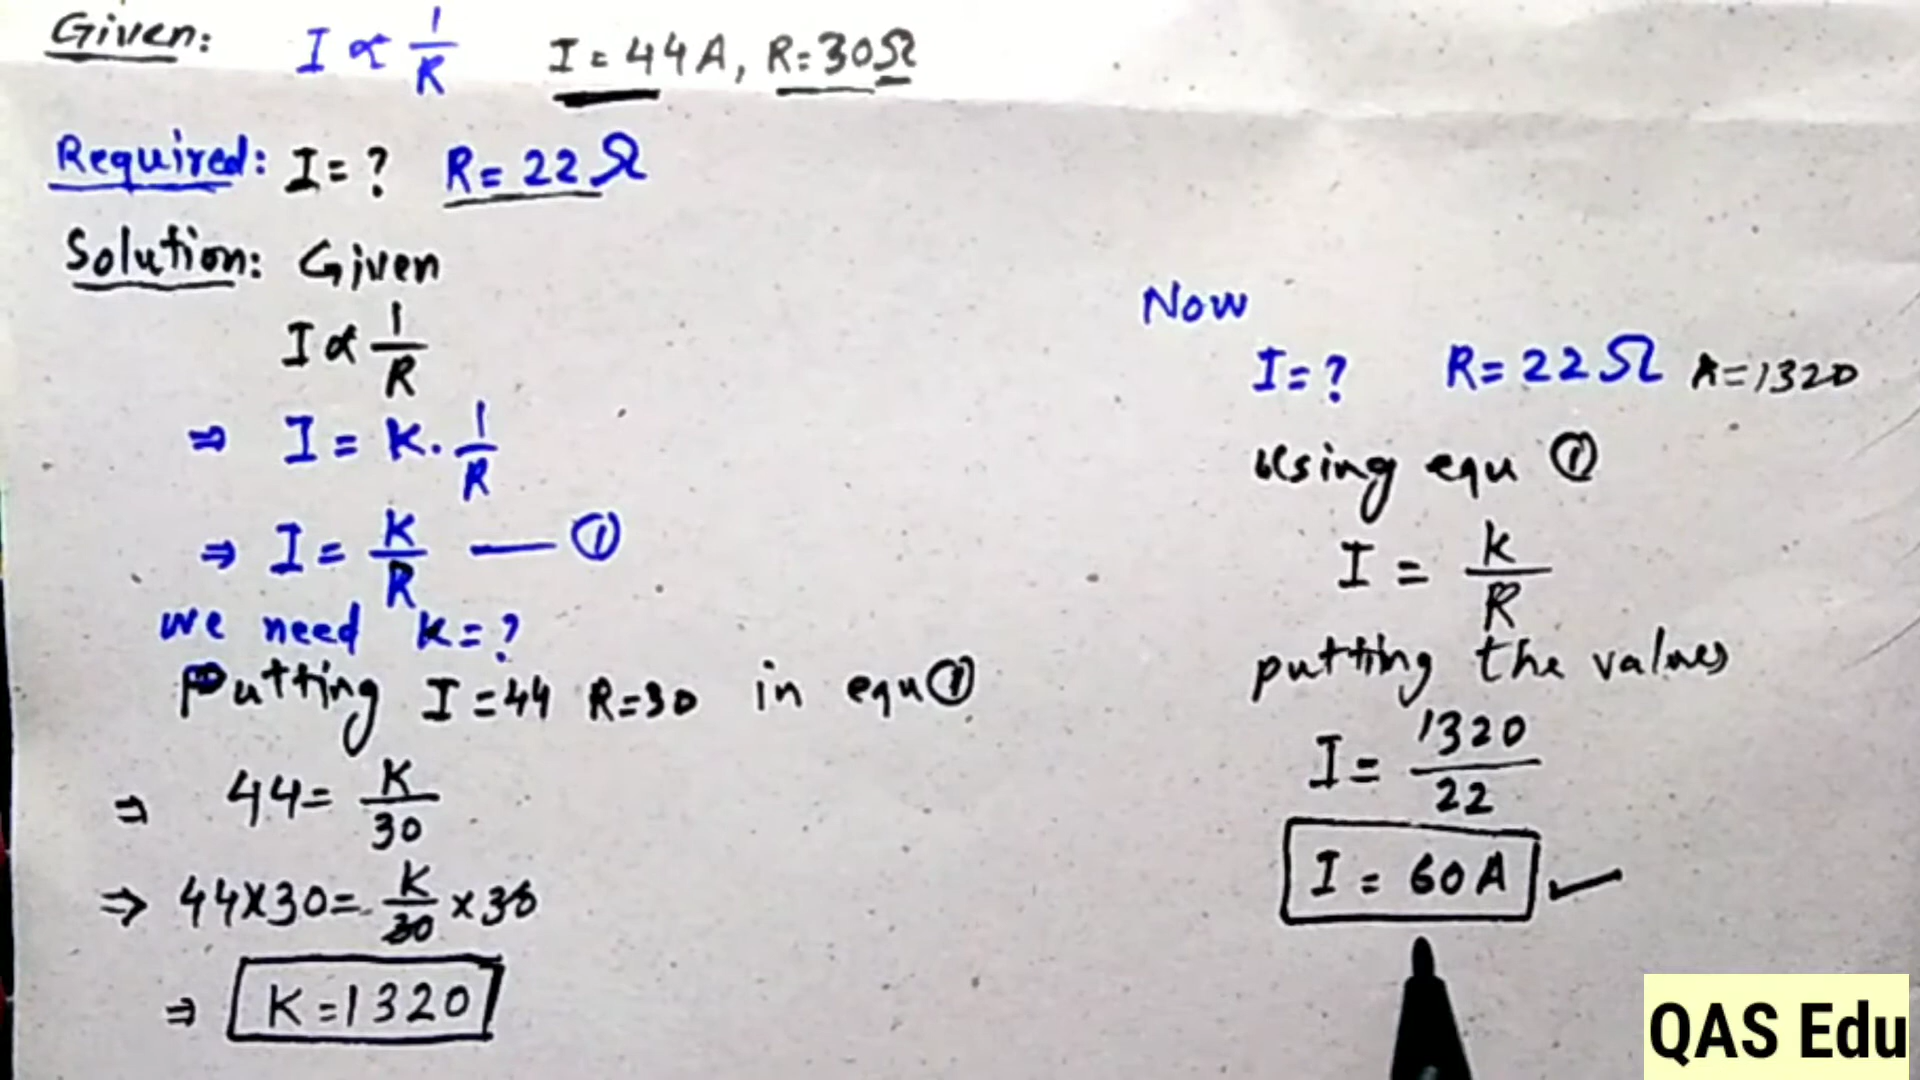 Given: I ∝ 1/R I = 44A, R = 30Ω
Required: I = ? R = 22Ω
Solution: Given
I ∝ 1/R
⇒ I = K · 1/R
⇒ I = K/R — ①
we need K = ?
Putting I = 44 R = 30 in equ ①
⇒ 44 = K/30
⇒ 44 x 30 = K/30 x 30
⇒ K = 1320
Now
I = ? R = 22Ω K = 1320
Using equ ①
I = K/R
putting the values
I = 1320/22
I = 60A ✓
QAS Edu